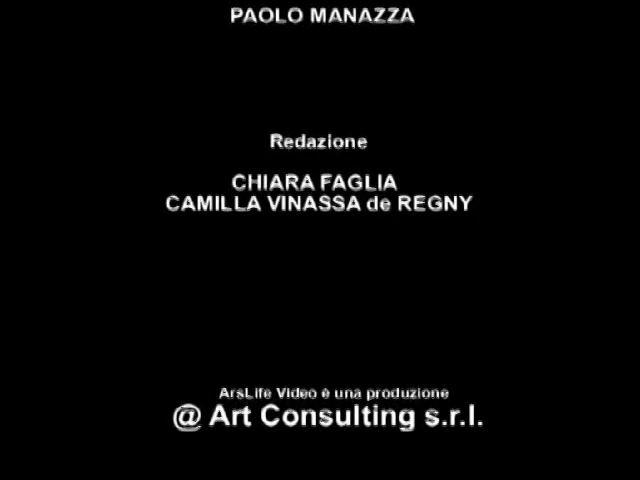 PAOLO MANAZZA
Redazione
CHIARA FAGLIA
CAMILLA VINASSA de REGNY
ArsLife Video è una produzione
@ Art Consulting s.r.l.